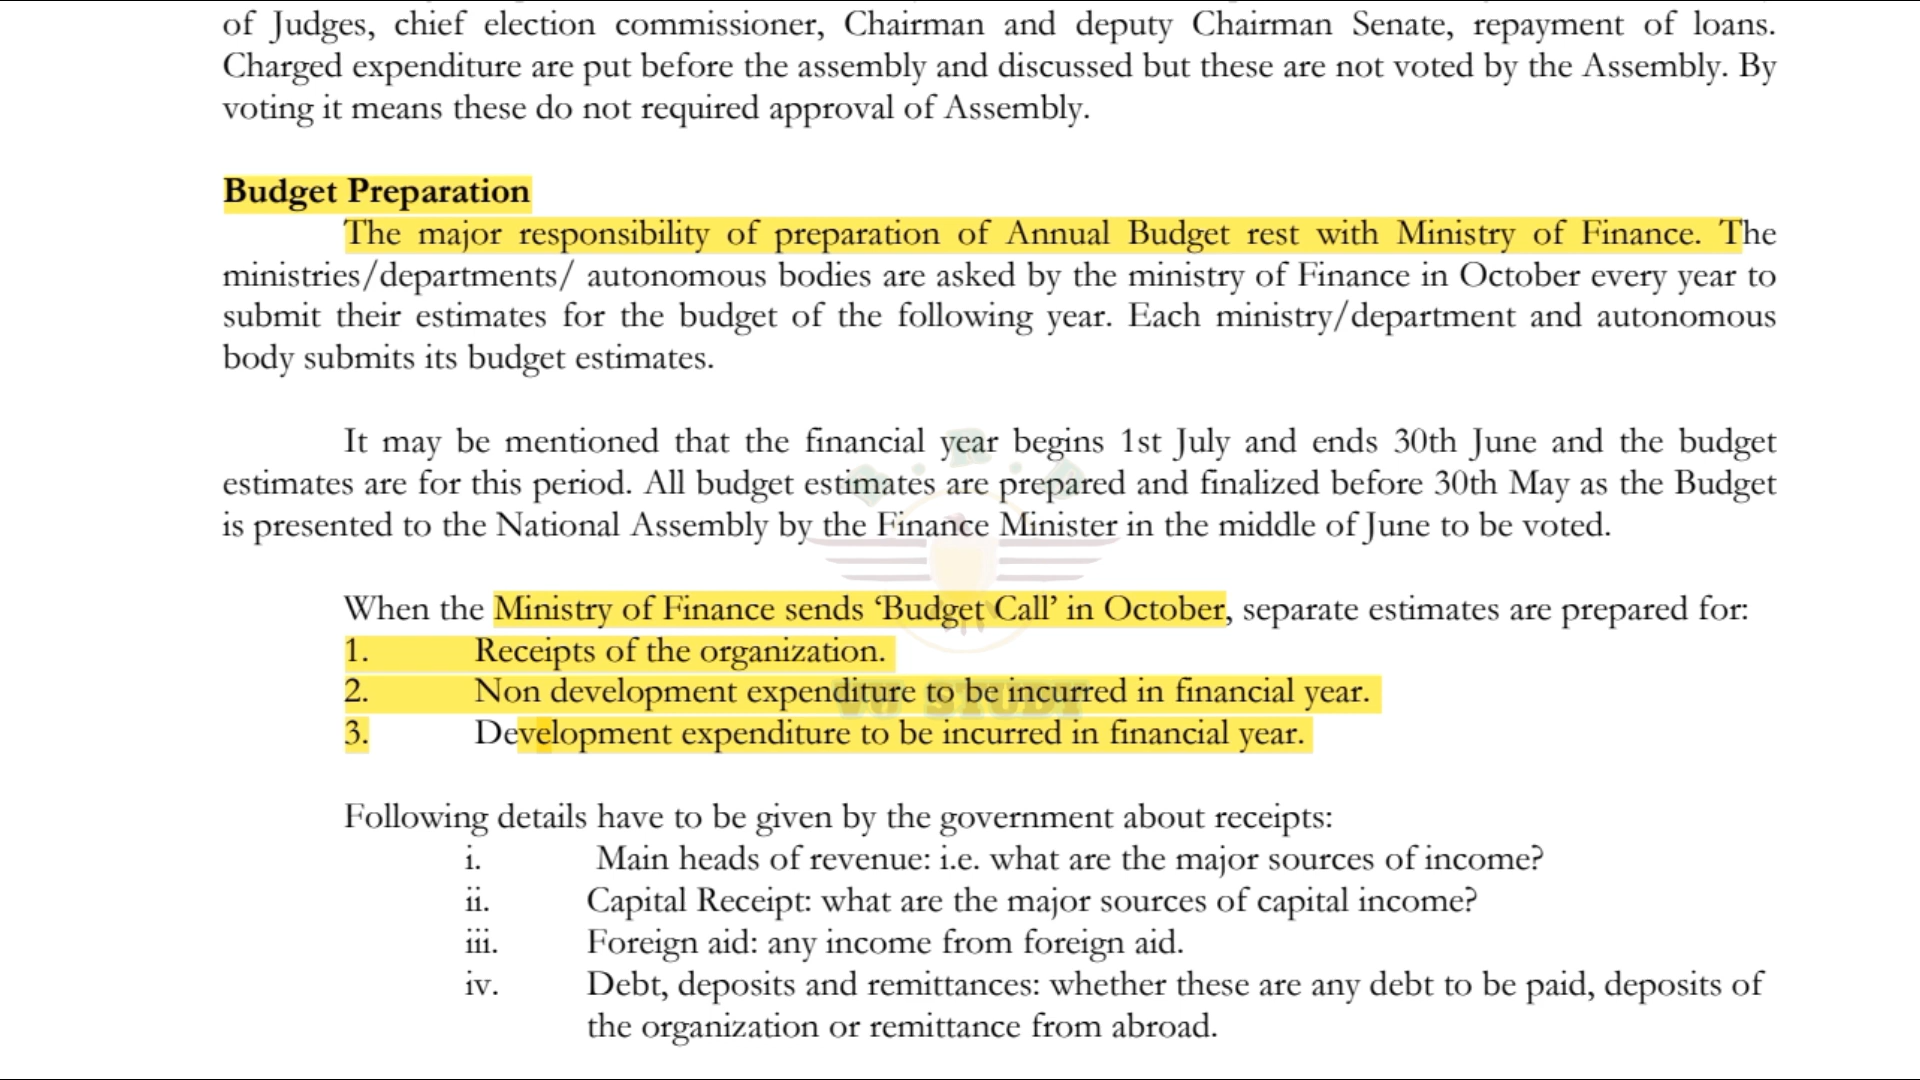 of Judges, chief election commissioner, Chairman and deputy Chairman Senate, repayment of loans.
Charged expenditure are put before the assembly and discussed but these are not voted by the Assembly. By
voting it means these do not required approval of Assembly.
Budget Preparation
The major responsibility of preparation of Annual Budget rest with Ministry of Finance. The
ministries/departments/ autonomous bodies are asked by the ministry of Finance in October every year to
submit their estimates for the budget of the following year. Each ministry/department and autonomous
body submits its budget estimates.
It may be mentioned that the financial year begins 1st July and ends 30th June and the budget
estimates are for this period. All budget estimates are prepared and finalized before 30th May as the Budget
is presented to the National Assembly by the Finance Minister in the middle of June to be voted.
When the Ministry of Finance sends ‘Budget Call’ in October, separate estimates are prepared for:
1. Receipts of the organization.
2. Non development expenditure to be incurred in financial year.
3. Development expenditure to be incurred in financial year.
Following details have to be given by the government about receipts:
i. Main heads of revenue: i.e. what are the major sources of income?
ii. Capital Receipt: what are the major sources of capital income?
iii. Foreign aid: any income from foreign aid.
iv. Debt, deposits and remittances: whether these are any debt to be paid, deposits of
the organization or remittance from abroad.
VU STUDY